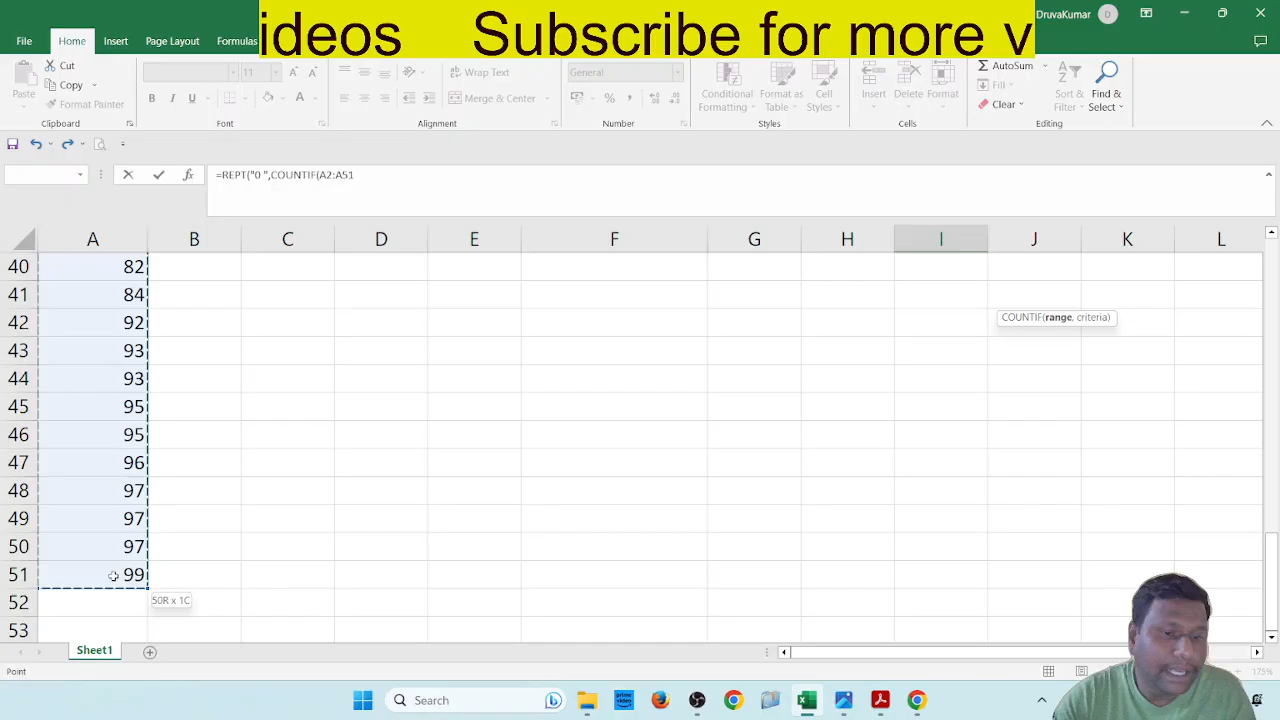 DruvaKumar D
ideos Subscribe for more v
File Home Insert Page Layout Formulas
Cut
Copy
Format Painter
Paste
Clipboard
11
B I U A
Font
Wrap Text
Merge & Center
Alignment
General
%
Number
Conditional Formatting
Format as Table
Cell Styles
Styles
Insert Delete Format
Cells
AutoSum
Fill
Clear
Sort & Filter
Find & Select
Editing
fx =REPT("0 ",COUNTIF(A2:A51
A B C D E F G H I J K L
40 82
41 84
COUNTIF(range, criteria)
42 92
43 93
44 93
45 95
46 95
47 96
48 97
49 97
50 97
51 99
52 50R x 1C
53
Sheet1
Point 175%
Search